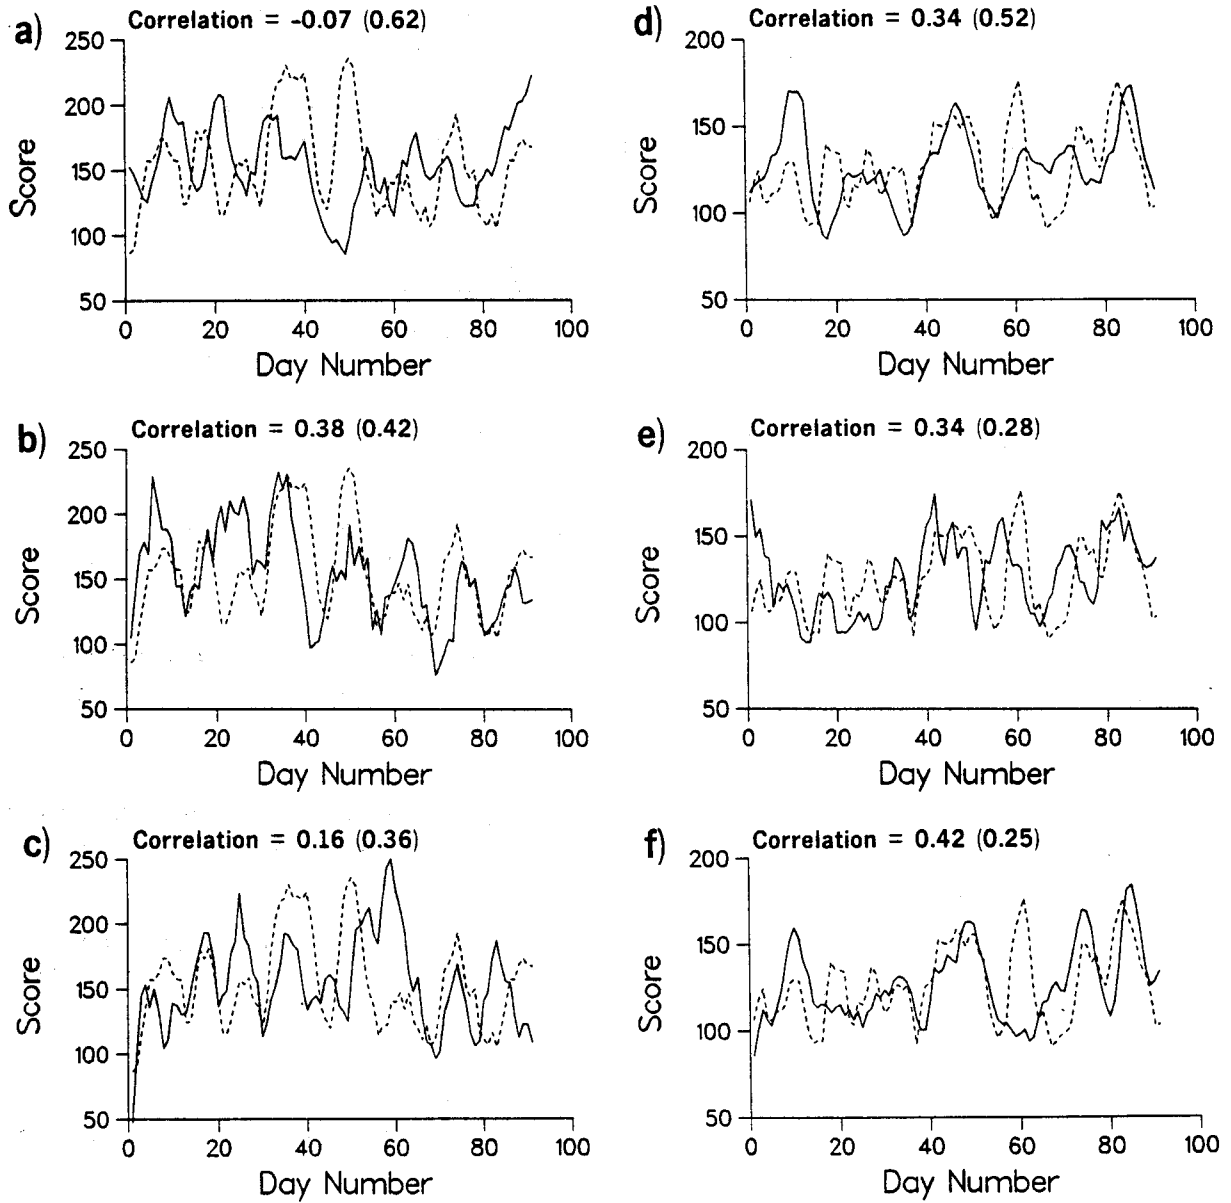 a) Correlation = -0.07 (0.62)
250
200
150
100
50
Score
0 20 40 60 80 100
Day Number
b) Correlation = 0.38 (0.42)
250
200
150
100
50
Score
0 20 40 60 80 100
Day Number
c) Correlation = 0.16 (0.36)
250
200
150
100
50
Score
0 20 40 60 80 100
Day Number
d) Correlation = 0.34 (0.52)
200
150
100
50
Score
0 20 40 60 80 100
Day Number
e) Correlation = 0.34 (0.28)
200
150
100
50
Score
0 20 40 60 80 100
Day Number
f) Correlation = 0.42 (0.25)
200
150
100
50
Score
0 20 40 60 80 100
Day Number